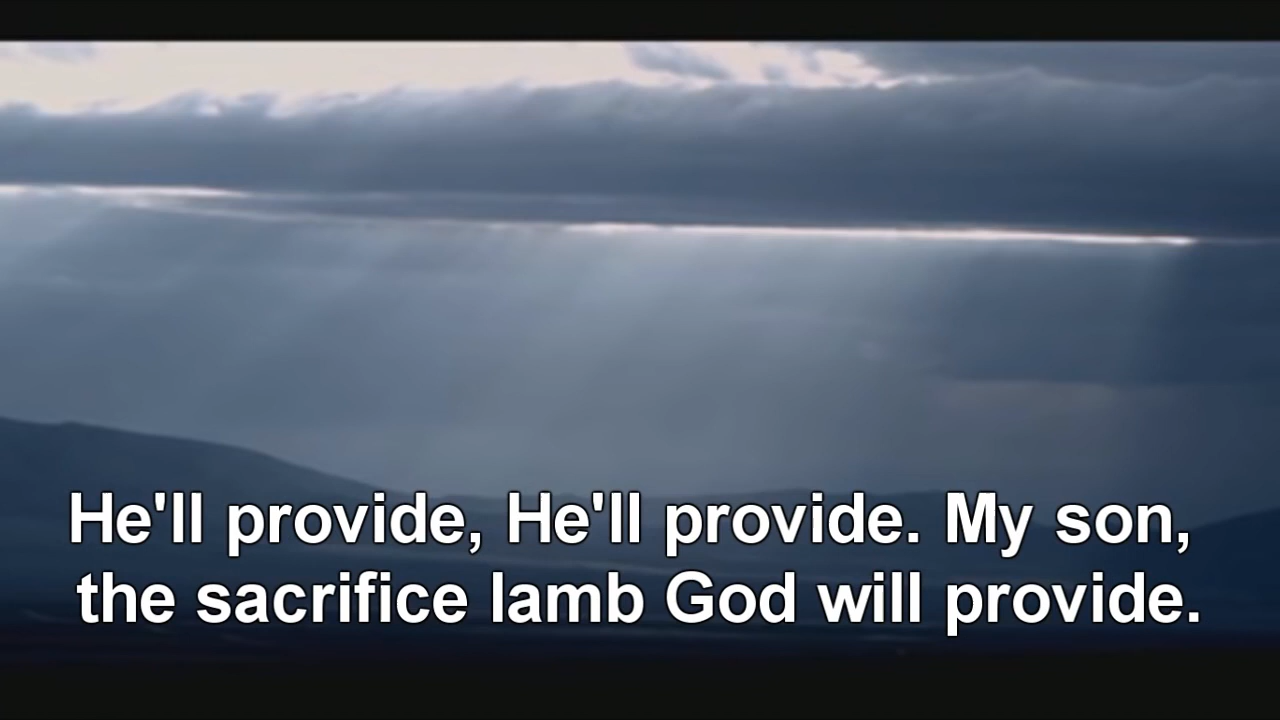 He'll provide, He'll provide. My son,
the sacrifice lamb God will provide.